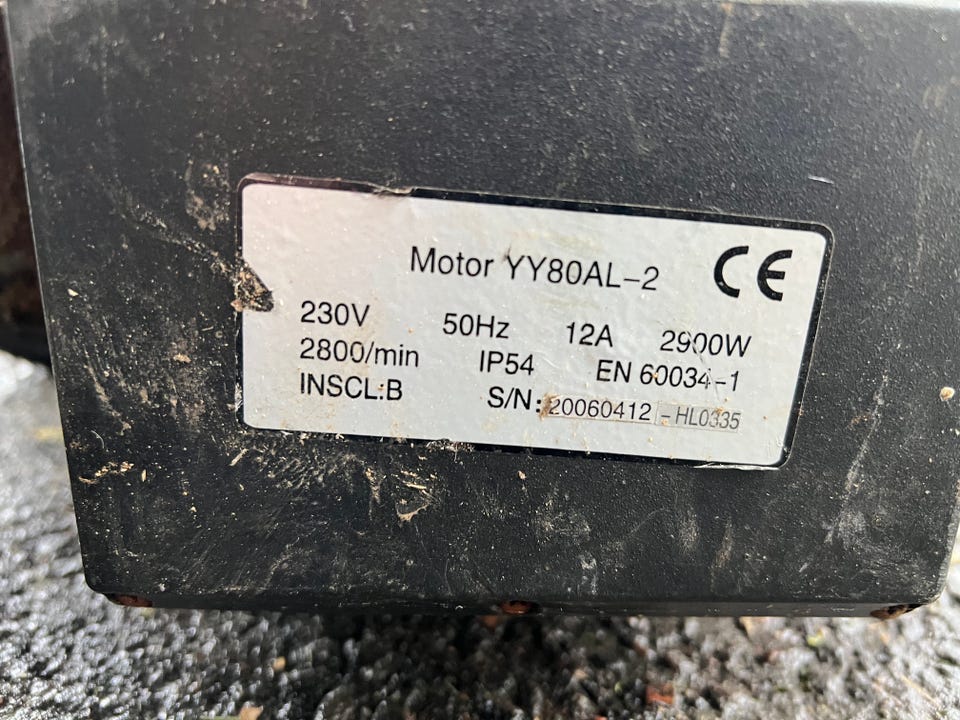 Motor YY80AL-2 CE
230V 50Hz 12A 2900W
2800/min IP54 EN 60034-1
INSCL:B S/N: 20060412 - HL0335